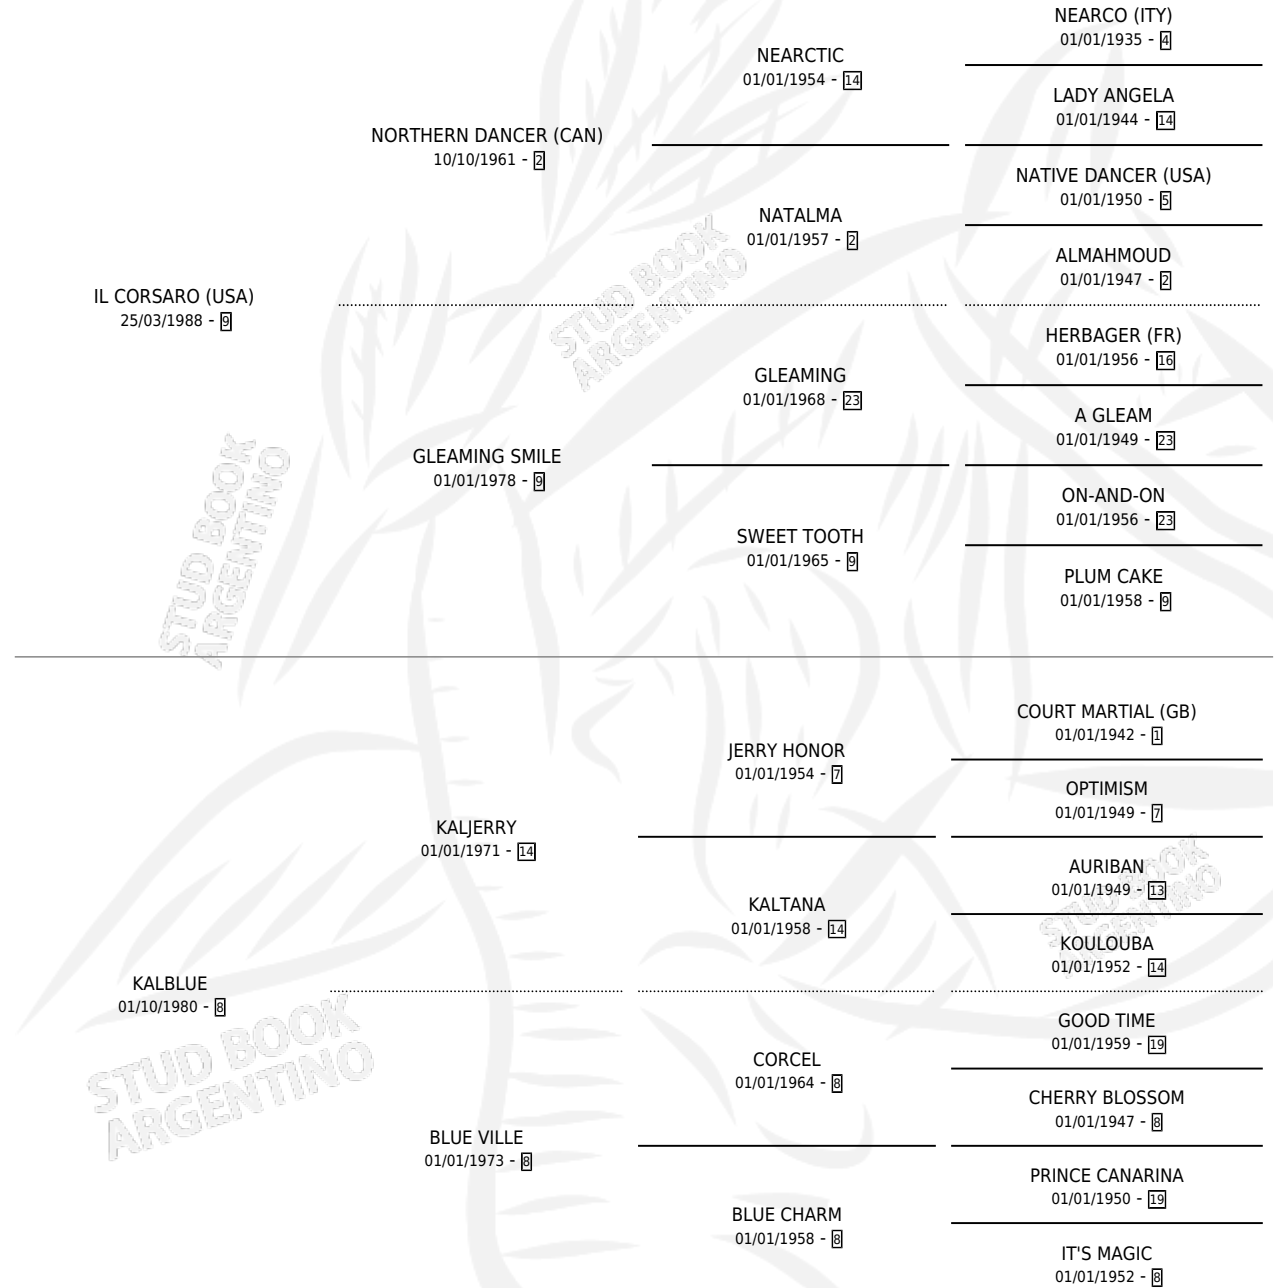 IL CORSARO (USA)
25/03/1988 - 9
NORTHERN DANCER (CAN)
10/10/1961 - 2
NEARCTIC
01/01/1954 - 14
NEARCO (ITY)
01/01/1935 - 4
LADY ANGELA
01/01/1944 - 14
NATALMA
01/01/1957 - 2
NATIVE DANCER (USA)
01/01/1950 - 5
ALMAHMOUD
01/01/1947 - 2
GLEAMING SMILE
01/01/1978 - 9
GLEAMING
01/01/1968 - 23
HERBAGER (FR)
01/01/1956 - 16
A GLEAM
01/01/1949 - 23
SWEET TOOTH
01/01/1965 - 9
ON-AND-ON
01/01/1956 - 23
PLUM CAKE
01/01/1958 - 9
KALBLUE
01/10/1980 - 8
KALJERRY
01/01/1971 - 14
JERRY HONOR
01/01/1954 - 7
COURT MARTIAL (GB)
01/01/1942 - 1
OPTIMISM
01/01/1949 - 7
KALTANA
01/01/1958 - 14
AURIBAN
01/01/1949 - 13
KOULOUBA
01/01/1952 - 14
BLUE VILLE
01/01/1973 - 8
CORCEL
01/01/1964 - 8
GOOD TIME
01/01/1959 - 19
CHERRY BLOSSOM
01/01/1947 - 8
BLUE CHARM
01/01/1958 - 8
PRINCE CANARINA
01/01/1950 - 19
IT'S MAGIC
01/01/1952 - 8
STUD BOOK
ARGENTINO
STUD BOOK
ARGENTINO
STUD BOOK
ARGENTINO
STUD BOOK
ARGENTINO